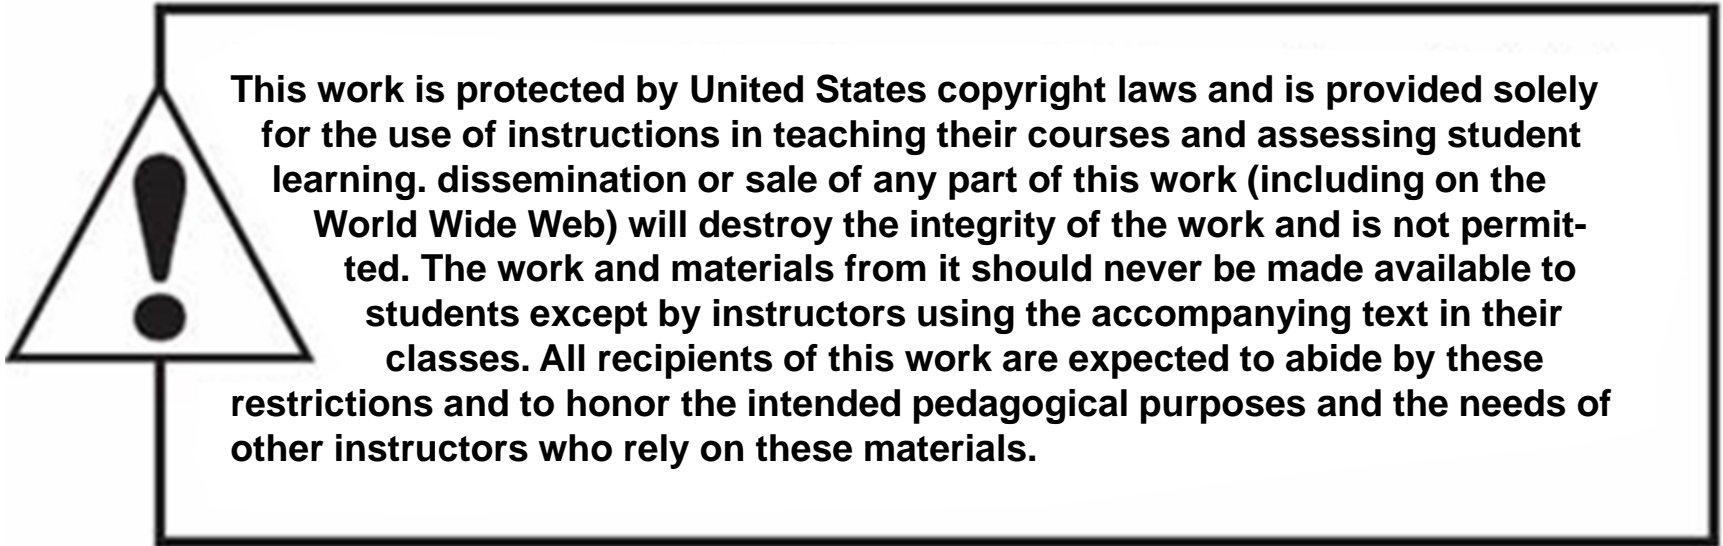 This work is protected by United States copyright laws and is provided solely
for the use of instructions in teaching their courses and assessing student
learning. dissemination or sale of any part of this work (including on the
World Wide Web) will destroy the integrity of the work and is not permit-
ted. The work and materials from it should never be made available to
students except by instructors using the accompanying text in their
classes. All recipients of this work are expected to abide by these
restrictions and to honor the intended pedagogical purposes and the needs of
other instructors who rely on these materials.